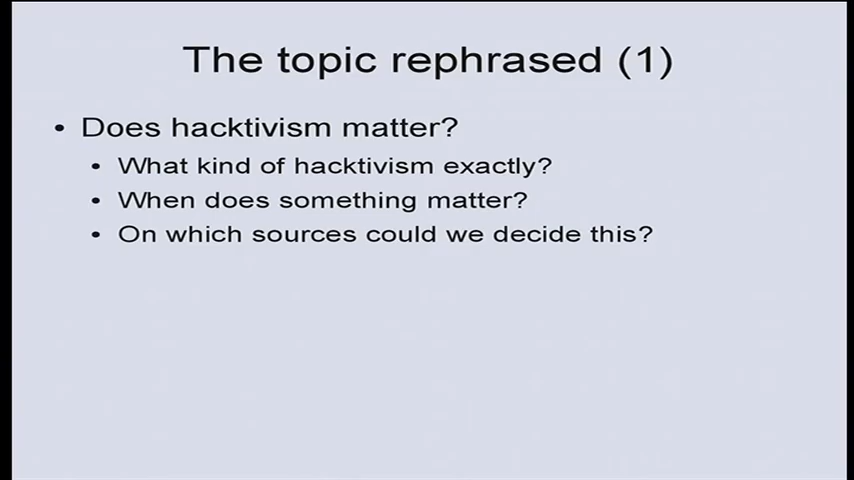 The topic rephrased (1)
• Does hacktivism matter?
• What kind of hacktivism exactly?
• When does something matter?
• On which sources could we decide this?